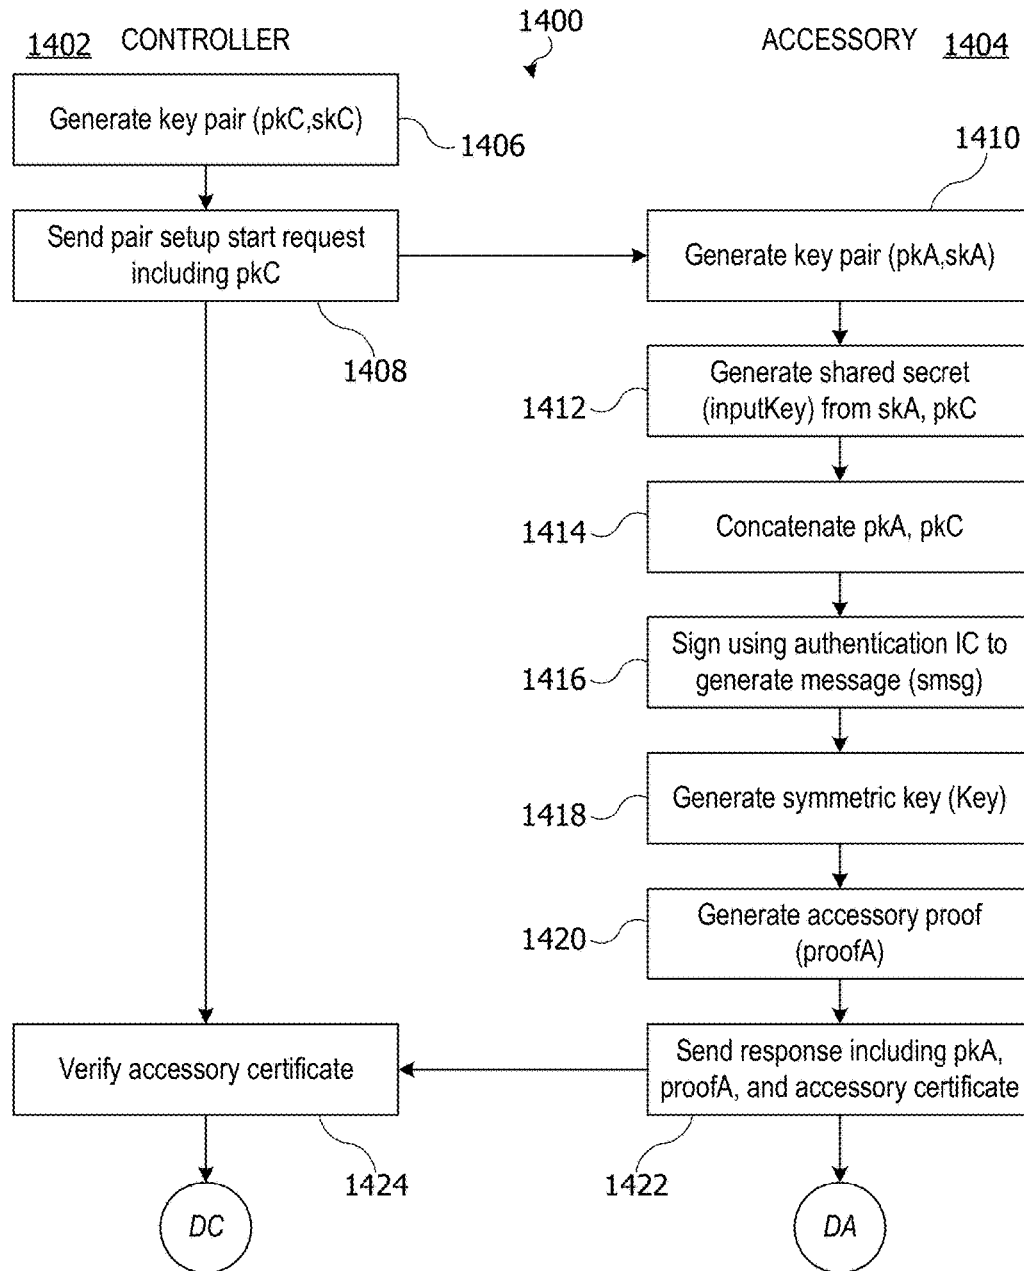 1402 CONTROLLER
1400
ACCESSORY 1404
Generate key pair (pkC,skC)
1406
1410
Send pair setup start request
including pkC
1408
Generate key pair (pkA,skA)
Generate shared secret
(inputKey) from skA, pkC
1412
Concatenate pkA, pkC
1414
Sign using authentication IC to
generate message (smsg)
1416
Generate symmetric key (Key)
1418
Generate accessory proof
(proofA)
1420
Send response including pkA,
proofA, and accessory certificate
1422
Verify accessory certificate
1424
DC
DA